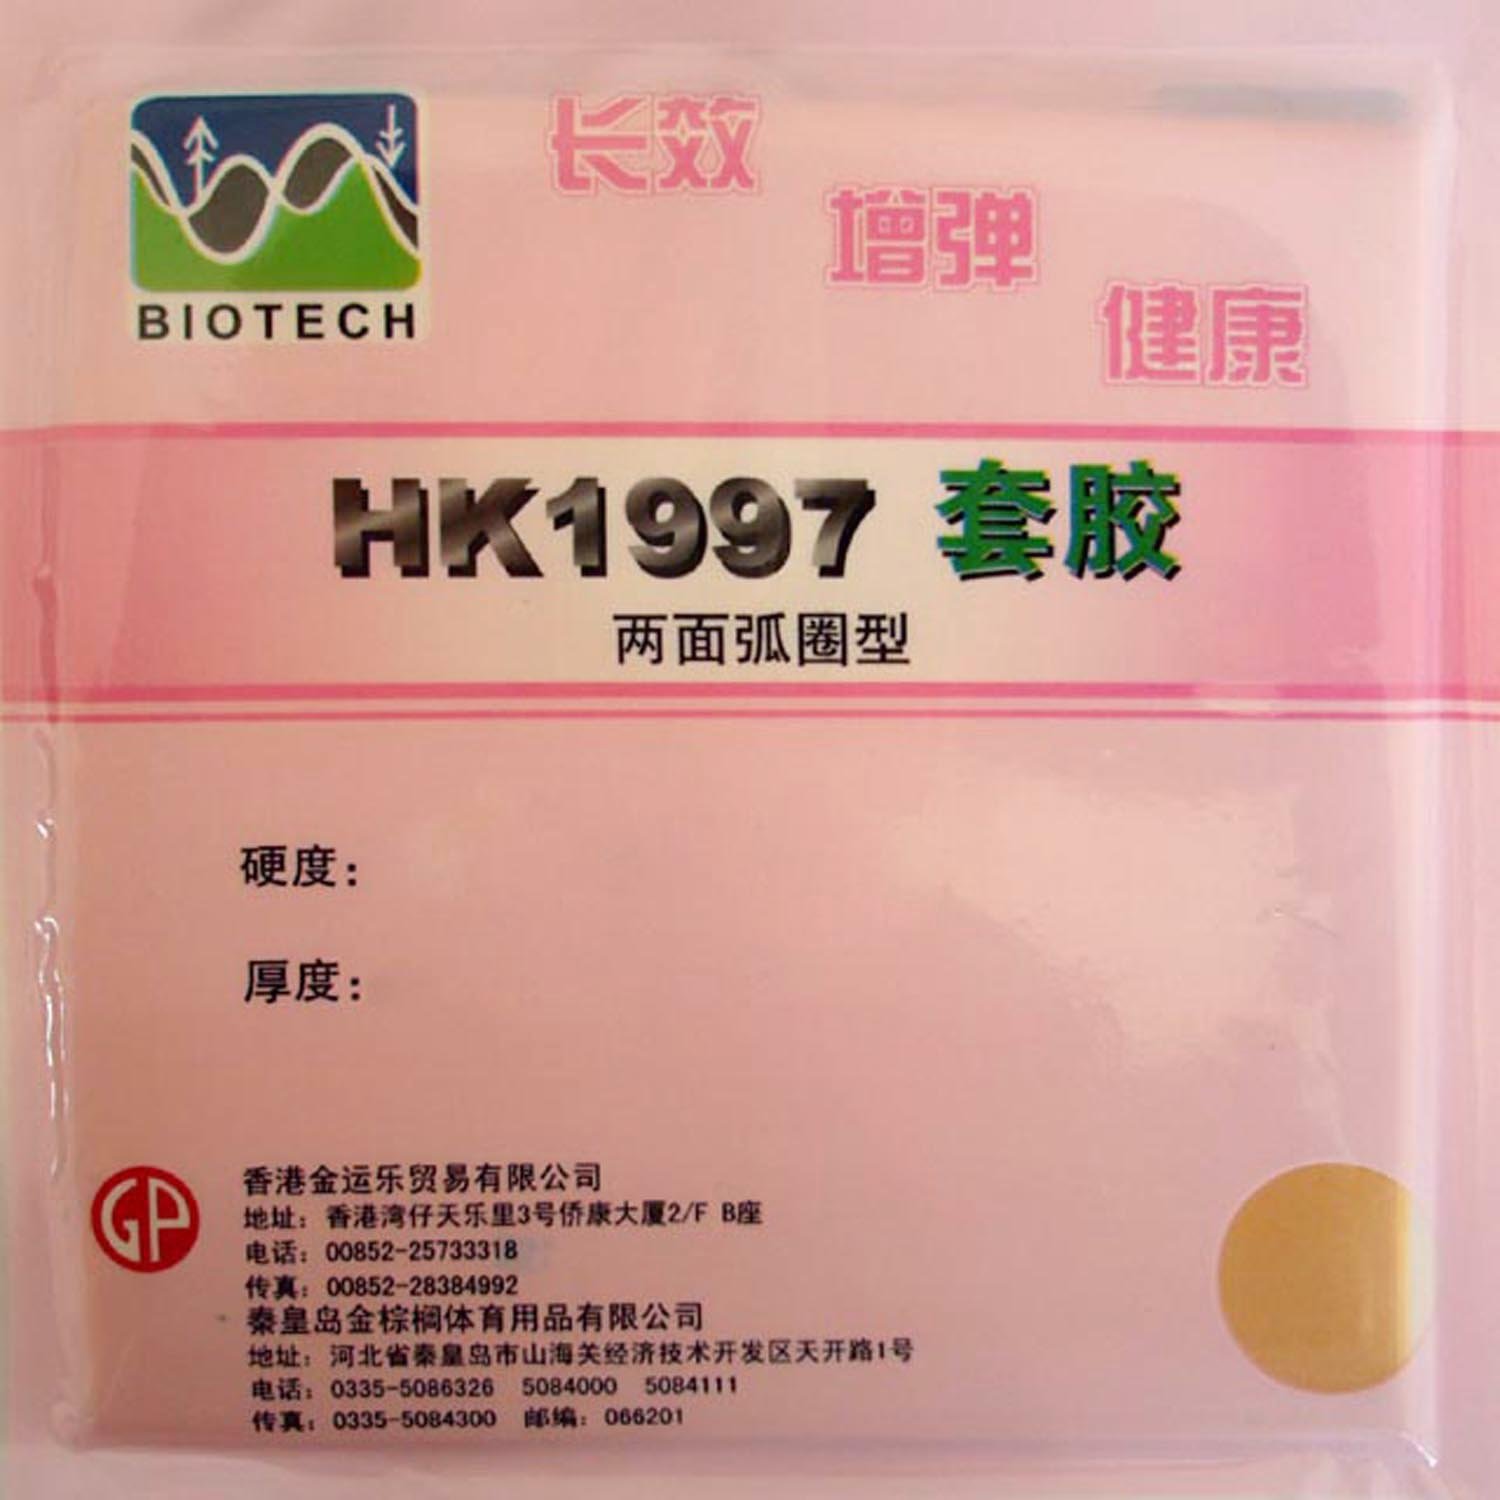 BIOTECH
长效
增弹
健康
HK1997 套胶
两面弧圈型
硬度：
厚度：
GP
香港金运乐贸易有限公司
地址：香港湾仔天乐里3号侨康大厦2/F B座
电话：00852-25733318
传真：00852-28384992
秦皇岛金棕榈体育用品有限公司
地址：河北省秦皇岛市山海关经济技术开发区天开路1号
电话：0335-5086326 5084000 5084111
传真：0335-5084300 邮编：066201